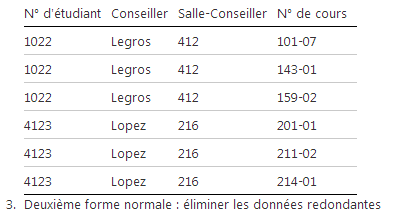 N° d'étudiant Conseiller Salle-Conseiller N° de cours
1022 Legros 412 101-07
1022 Legros 412 143-01
1022 Legros 412 159-02
4123 Lopez 216 201-01
4123 Lopez 216 211-02
4123 Lopez 216 214-01
3. Deuxième forme normale : éliminer les données redondantes